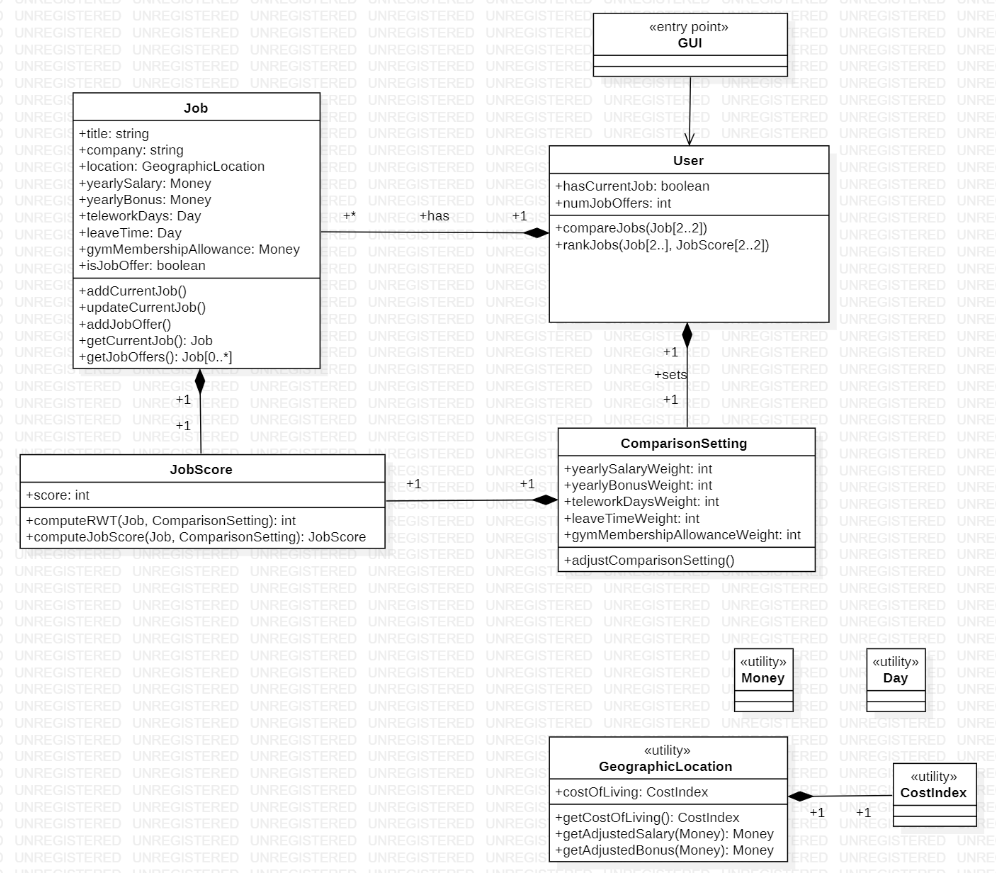 «entry point»
GUI
Job
+title: string
+company: string
+location: GeographicLocation
+yearlySalary: Money
+yearlyBonus: Money
+teleworkDays: Day
+leaveTime: Day
+gymMembershipAllowance: Money
+isJobOffer: boolean
+addCurrentJob()
+updateCurrentJob()
+addJobOffer()
+getCurrentJob(): Job
+getJobOffers(): Job[0..*]
+* +has +1
User
+hasCurrentJob: boolean
+numJobOffers: int
+compareJobs(Job[2..2])
+rankJobs(Job[2..], JobScore[2..2])
+1
+sets
+1
+1
+1
JobScore
+score: int
+computeRWT(Job, ComparisonSetting): int
+computeJobScore(Job, ComparisonSetting): JobScore
+1 +1
ComparisonSetting
+yearlySalaryWeight: int
+yearlyBonusWeight: int
+teleworkDaysWeight: int
+leaveTimeWeight: int
+gymMembershipAllowanceWeight: int
+adjustComparisonSetting()
«utility»
Money
«utility»
Day
«utility»
GeographicLocation
+costOfLiving: CostIndex
+getCostOfLiving(): CostIndex
+getAdjustedSalary(Money): Money
+getAdjustedBonus(Money): Money
+1 +1
«utility»
CostIndex
UNREGISTERED